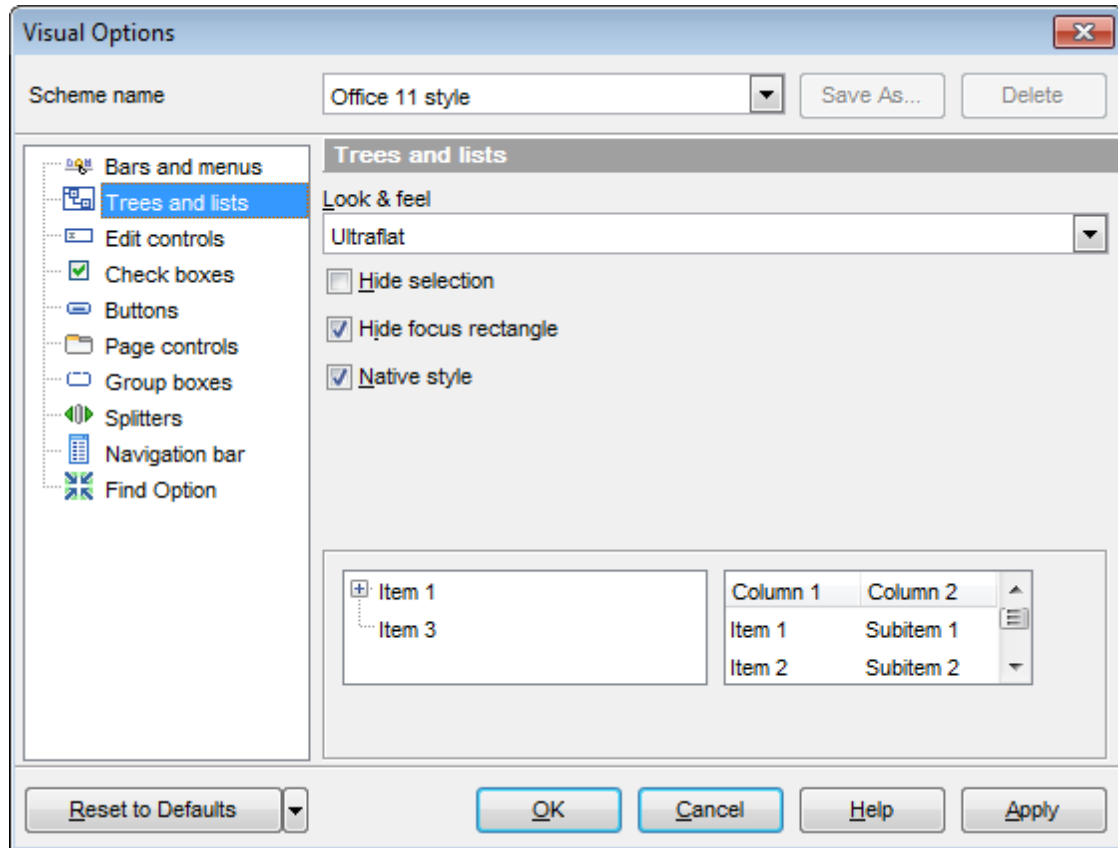 Visual Options
Scheme name Office 11 style Save As... Delete
Bars and menus
Trees and lists
Edit controls
Check boxes
Buttons
Page controls
Group boxes
Splitters
Navigation bar
Find Option
Trees and lists
Look & feel
Ultraflat
Hide selection
Hide focus rectangle
Native style
Item 1
Item 3
Column 1 Column 2
Item 1 Subitem 1
Item 2 Subitem 2
Reset to Defaults OK Cancel Help Apply